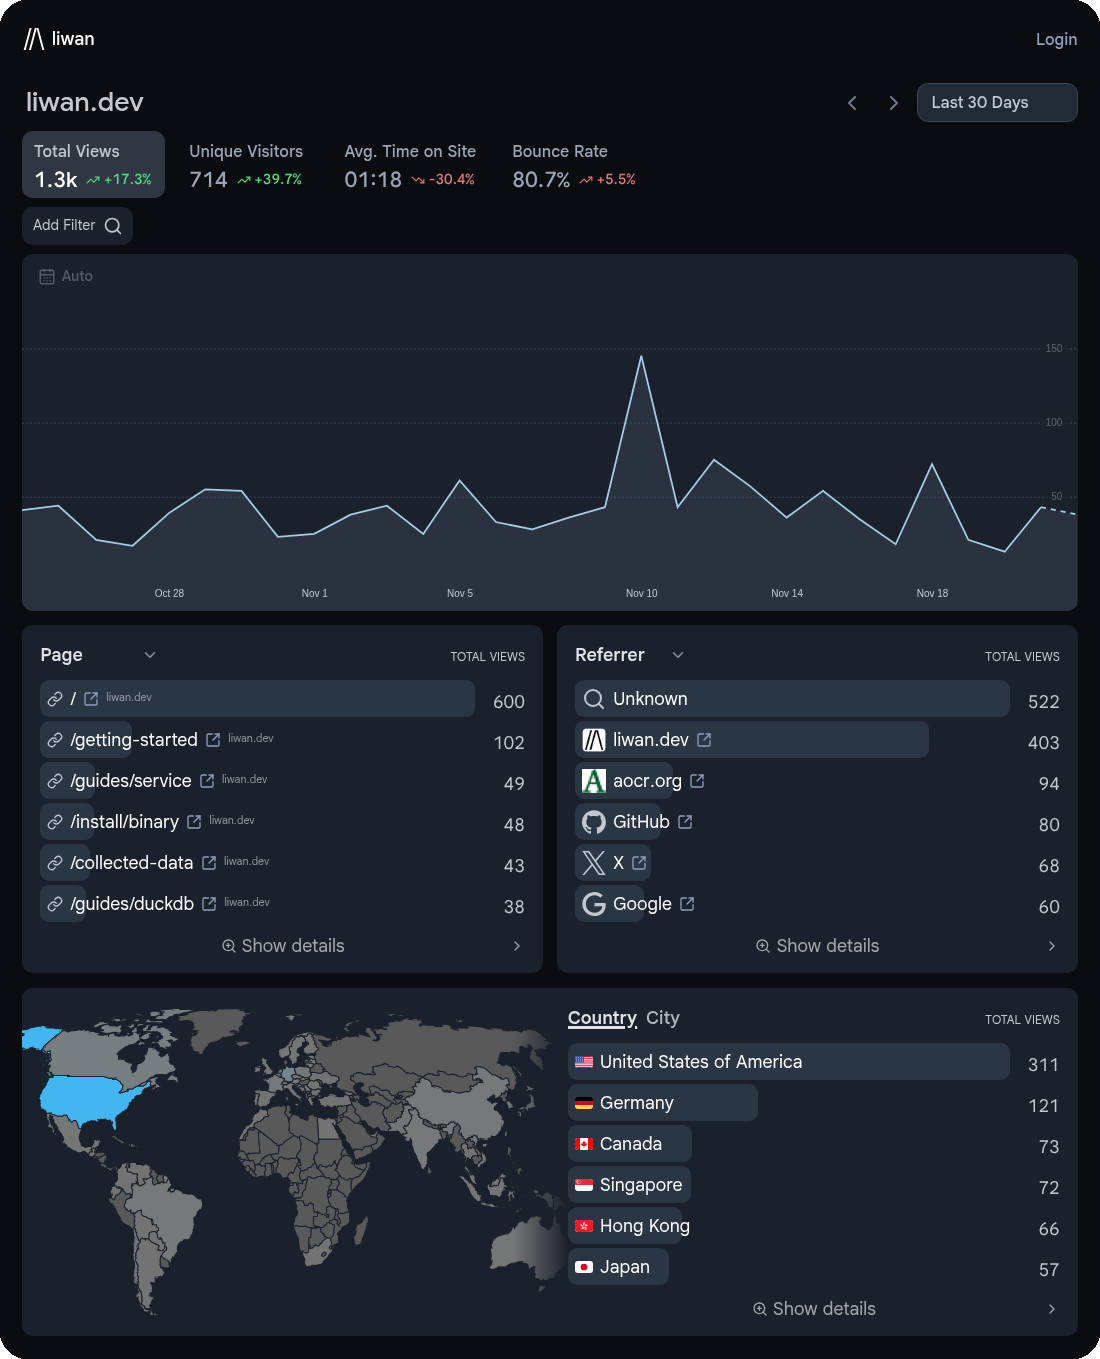 liwan
Login
liwan.dev
Last 30 Days
Total Views
1.3k +17.3%
Unique Visitors
714 +39.7%
Avg. Time on Site
01:18 -30.4%
Bounce Rate
80.7% +5.5%
Add Filter
Auto
150
100
50
Oct 28 Nov 1 Nov 5 Nov 10 Nov 14 Nov 18
Page TOTAL VIEWS
/ liwan.dev 600
/getting-started liwan.dev 102
/guides/service liwan.dev 49
/install/binary liwan.dev 48
/collected-data liwan.dev 43
/guides/duckdb liwan.dev 38
Show details
Referrer TOTAL VIEWS
Unknown 522
liwan.dev 403
aocr.org 94
GitHub 80
X 68
Google 60
Show details
Country City TOTAL VIEWS
United States of America 311
Germany 121
Canada 73
Singapore 72
Hong Kong 66
Japan 57
Show details